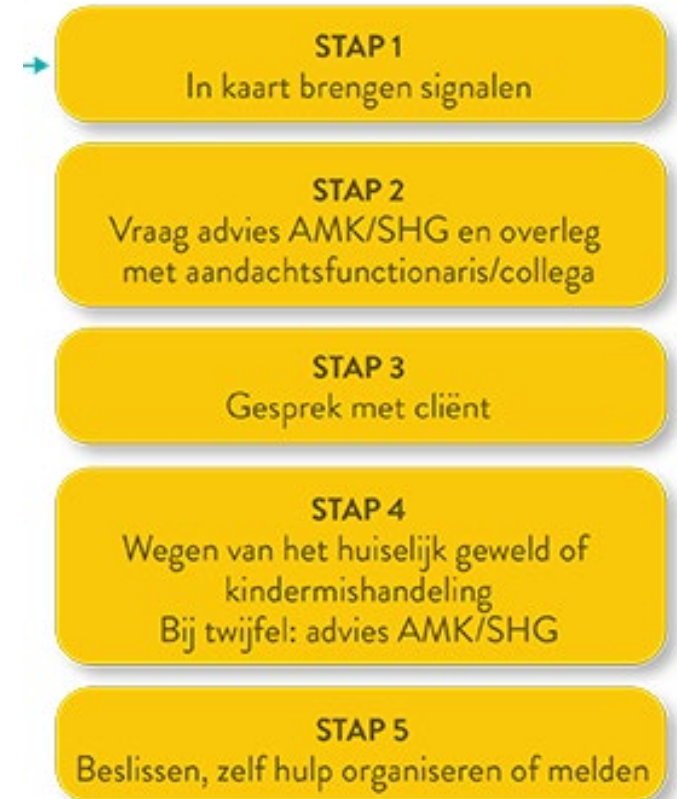 STAP 1
In kaart brengen signalen
STAP 2
Vraag advies AMK/SHG en overleg
met aandachtsfunctionaris/collega
STAP 3
Gesprek met cliënt
STAP 4
Wegen van het huiselijk geweld of
kindermishandeling
Bij twijfel: advies AMK/SHG
STAP 5
Beslissen, zelf hulp organiseren of melden